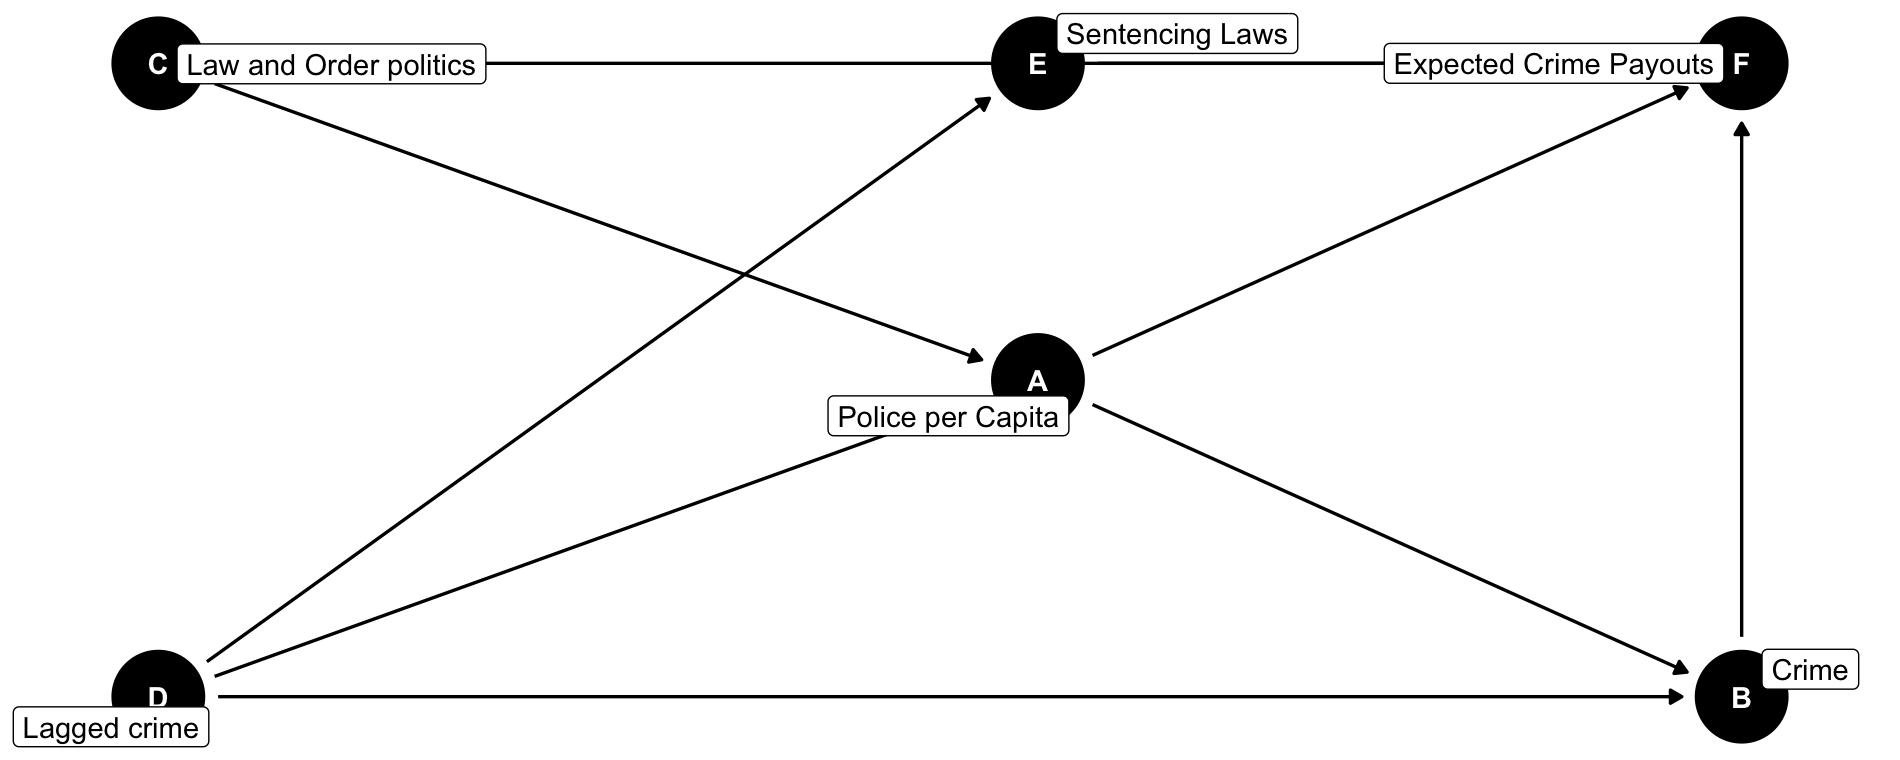 C
Law and Order politics
E
Sentencing Laws
Expected Crime Payouts
F
A
Police per Capita
D
Lagged crime
B
Crime